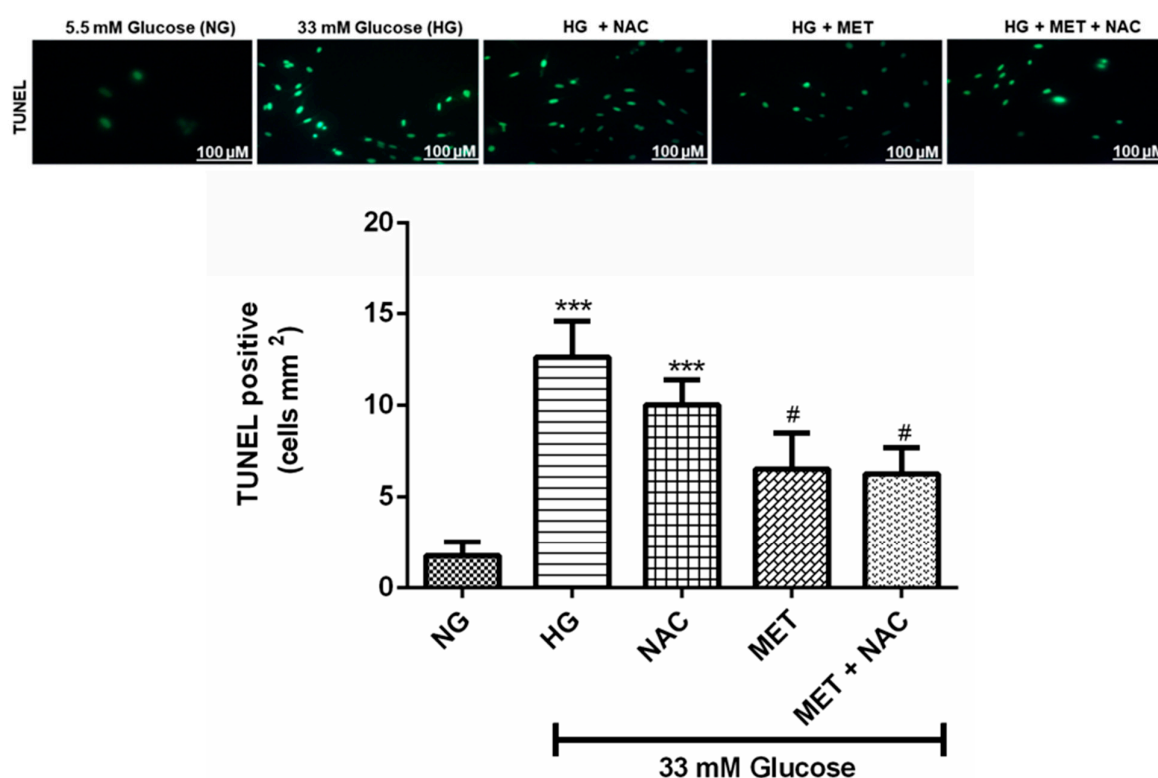 5.5 mM Glucose (NG)
33 mM Glucose (HG)
HG + NAC
HG + MET
HG + MET + NAC
TUNEL
100 µM
100 µM
100 µM
100 µM
100 µM
TUNEL positive
(cells mm ²)
20
15
10
5
0
***
***
#
#
NG
HG
NAC
MET
MET + NAC
33 mM Glucose